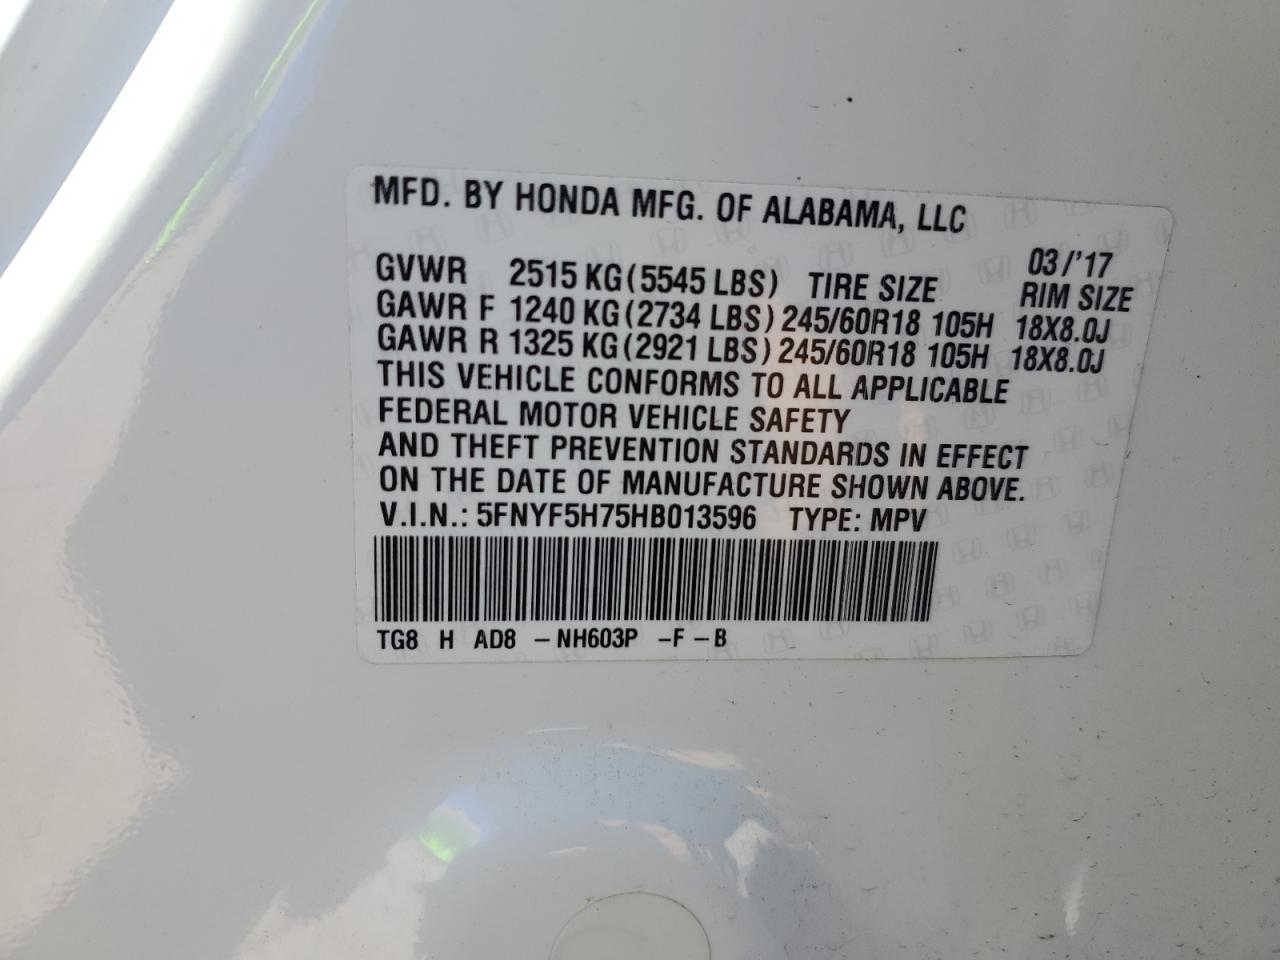 MFD. BY HONDA MFG. OF ALABAMA, LLC
03/'17
GVWR 2515 KG(5545 LBS) TIRE SIZE RIM SIZE
GAWR F 1240 KG(2734 LBS) 245/60R18 105H 18X8.0J
GAWR R 1325 KG(2921 LBS) 245/60R18 105H 18X8.0J
THIS VEHICLE CONFORMS TO ALL APPLICABLE
FEDERAL MOTOR VEHICLE SAFETY
AND THEFT PREVENTION STANDARDS IN EFFECT
ON THE DATE OF MANUFACTURE SHOWN ABOVE.
V.I.N.: 5FNYF5H75HB013596 TYPE: MPV
TG8 H AD8 -NH603P -F -B